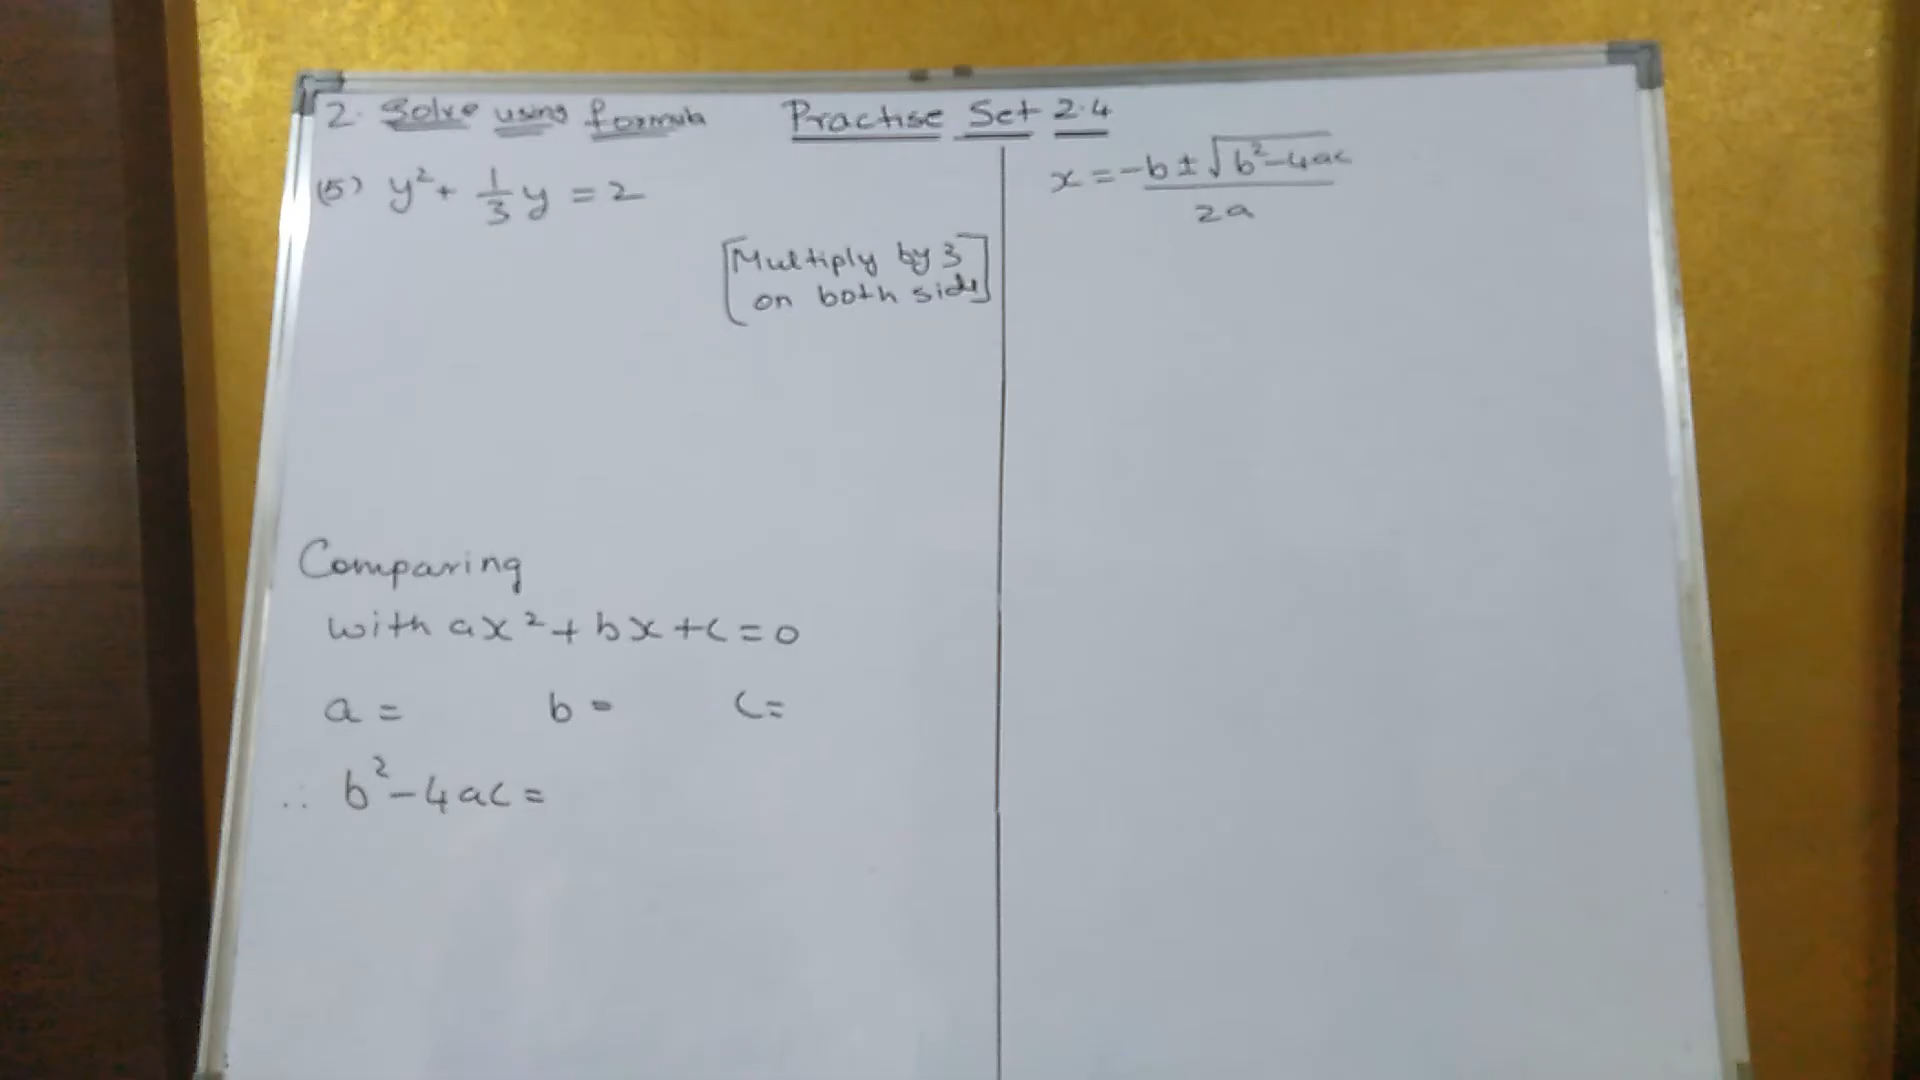 2. Solve using formula Practise Set 2.4
(5) y² + 1/3 y = 2
[Multiply by 3
on both side]
Comparing
with ax² + bx + c = 0
a = b = c =
∴ b² - 4ac =
x = -b ± √b² - 4ac
2a